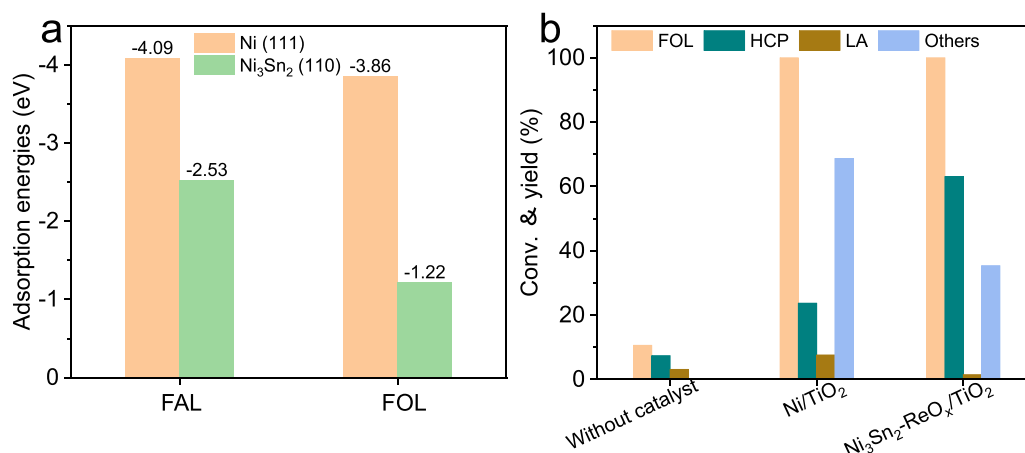 a
Adsorption energies (eV)
-4
-3
-2
-1
0
Ni (111)
Ni₃Sn₂ (110)
-4.09
-2.53
-3.86
-1.22
FAL
FOL
b
Conv. & yield (%)
100
80
60
40
20
0
FOL HCP LA Others
Without catalyst
Ni/TiO₂
Ni₃Sn₂-ReOₓ/TiO₂